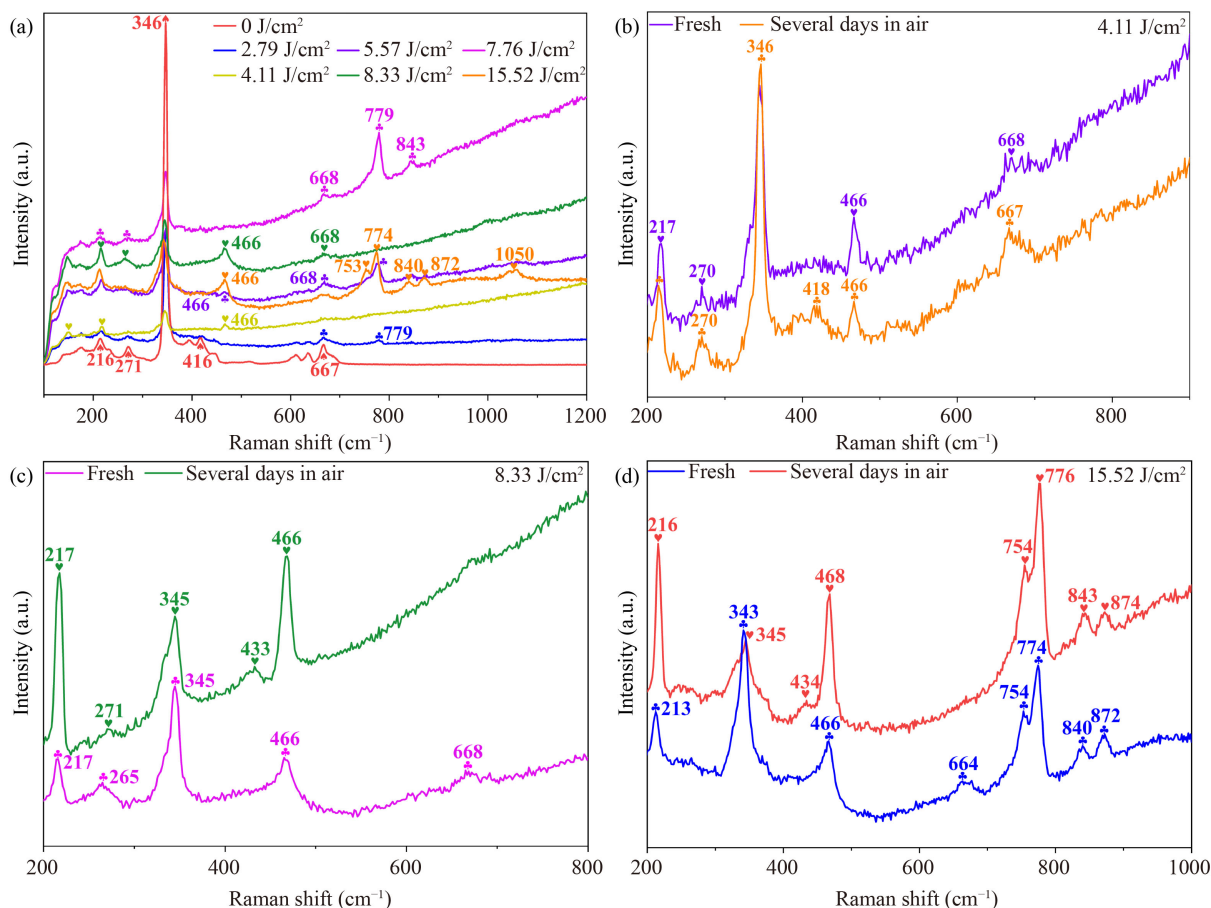 (a)
346
0 J/cm²
2.79 J/cm² 5.57 J/cm² 7.76 J/cm²
4.11 J/cm² 8.33 J/cm² 15.52 J/cm²
779
843
668
466
668
774
1050
753
840
872
466
668
466
466
779
216
271
416
667
Intensity (a.u.)
200 400 600 800 1000 1200
Raman shift (cm⁻¹)
(b)
Fresh Several days in air 4.11 J/cm²
346
668
217
466
667
270
418
466
270
Intensity (a.u.)
200 400 600 800
Raman shift (cm⁻¹)
(c)
Fresh Several days in air 8.33 J/cm²
466
217
345
433
345
271
466
668
217
265
Intensity (a.u.)
200 400 600 800
Raman shift (cm⁻¹)
(d)
Fresh Several days in air 15.52 J/cm²
776
216
754
468
843 874
343
345
774
434
213
754
466
840 872
664
Intensity (a.u.)
200 400 600 800 1000
Raman shift (cm⁻¹)